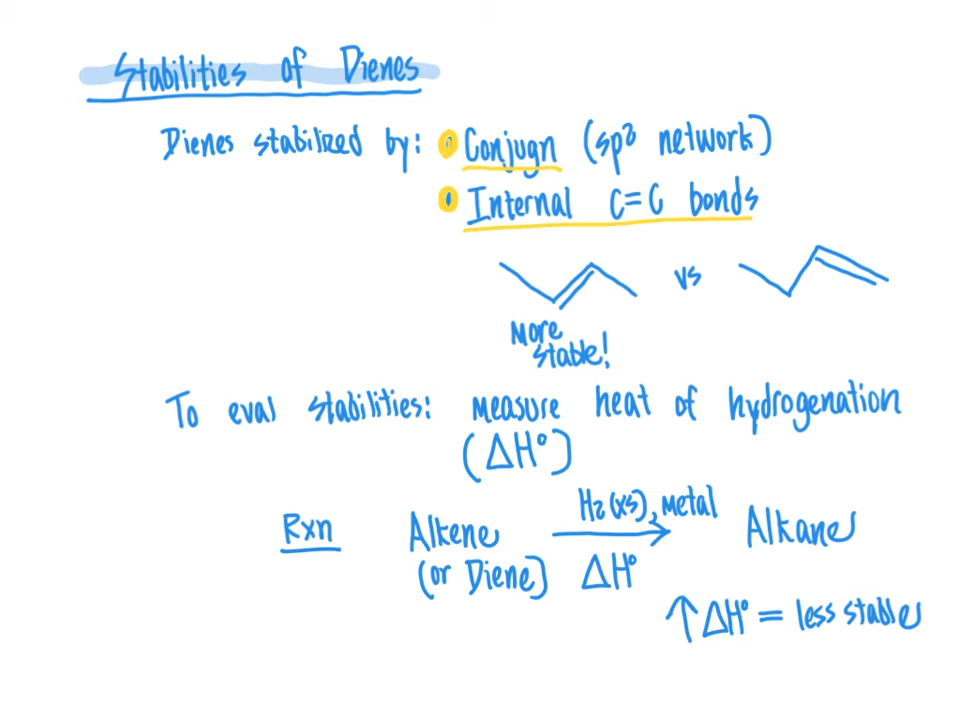 Stabilities of Dienes
Dienes stabilized by: Conjugn (sp² network)
Internal C=C bonds
vs
More
stable!
To eval stabilities: measure heat of hydrogenation
(ΔH°)
H₂(xs), metal
Rxn Alkene Alkane
(or Diene) ΔH°
↑ΔH° = less stable